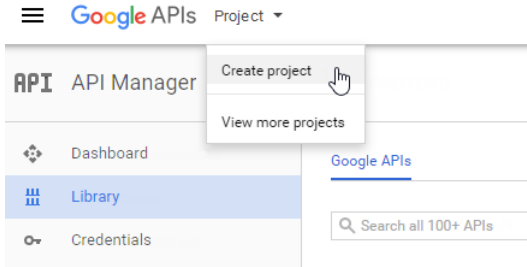 Google APIs Project
Create project
API API Manager
View more projects
Dashboard
Google APIs
Library
Search all 100+ APIs
Credentials